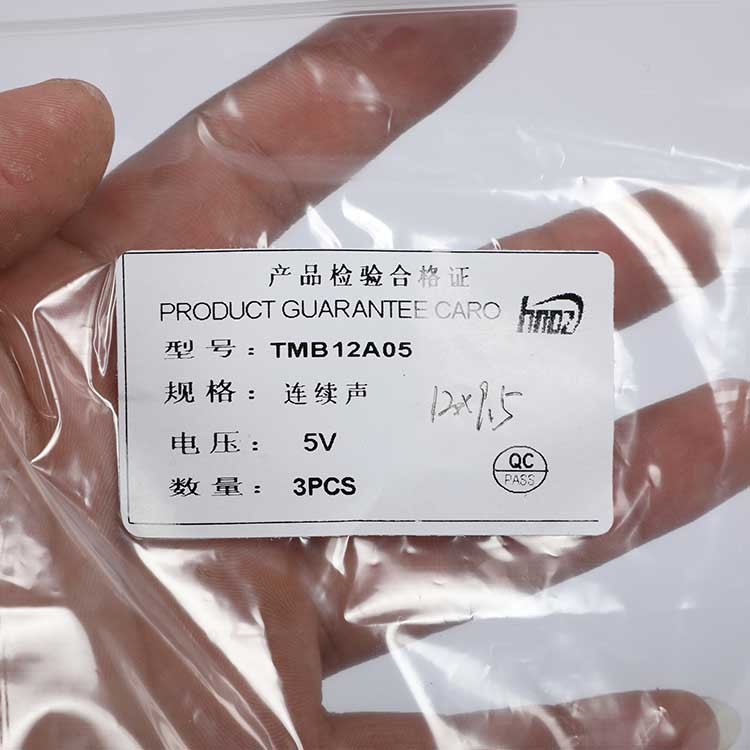 产品检验合格证
PRODUCT GUARANTEE CARO
hnDZ
型号: TMB12A05
规格: 连续声
12x9.5
电压: 5V
QC
PASS
数量: 3PCS